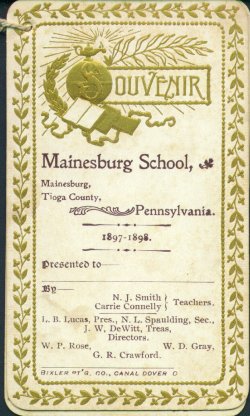 SOUVENIR
Mainesburg School,
Mainesburg,
Tioga County,
Pennsylvania.
1897-1898.
Presented to
By
N. J. Smith
Carrie Connelly } Teachers,
L. B. Lucas, Pres., N. L. Spaulding, Sec.,
J. W. DeWitt, Treas,
Directors.
W. P. Rose, W. D. Gray,
G. R. Crawford.
BIXLER PT'G. CO., CANAL DOVER O